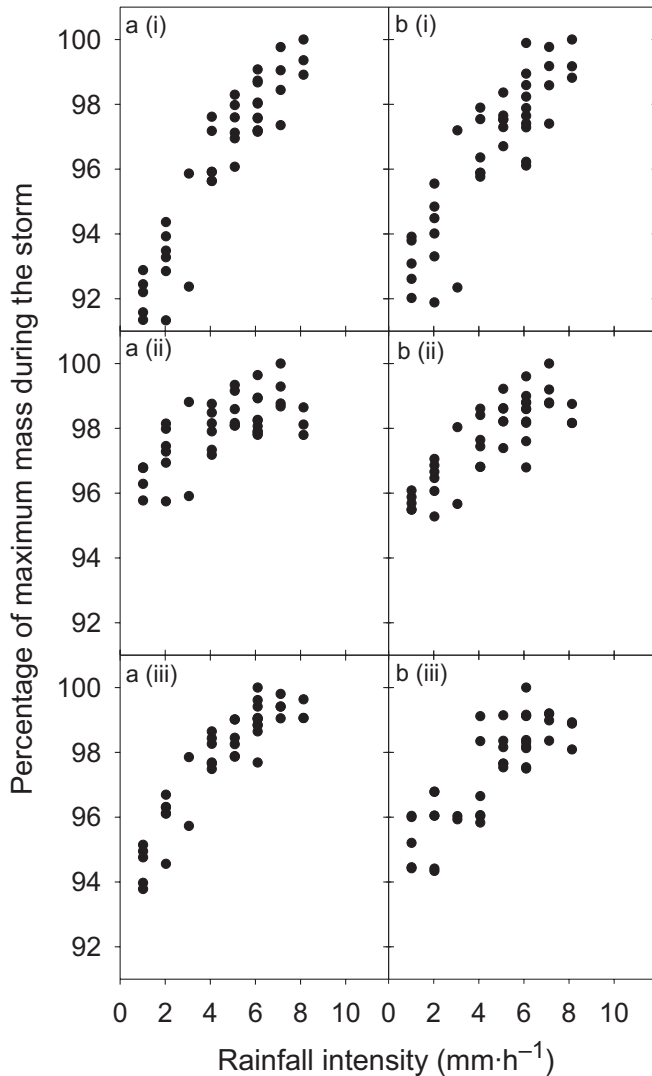 a (i)
b (i)
100
98
96
94
92
a (ii)
b (ii)
100
98
96
94
92
a (iii)
b (iii)
100
98
96
94
92
0 2 4 6 8 10 0 2 4 6 8 10
Rainfall intensity (mm·h⁻¹)
Percentage of maximum mass during the storm